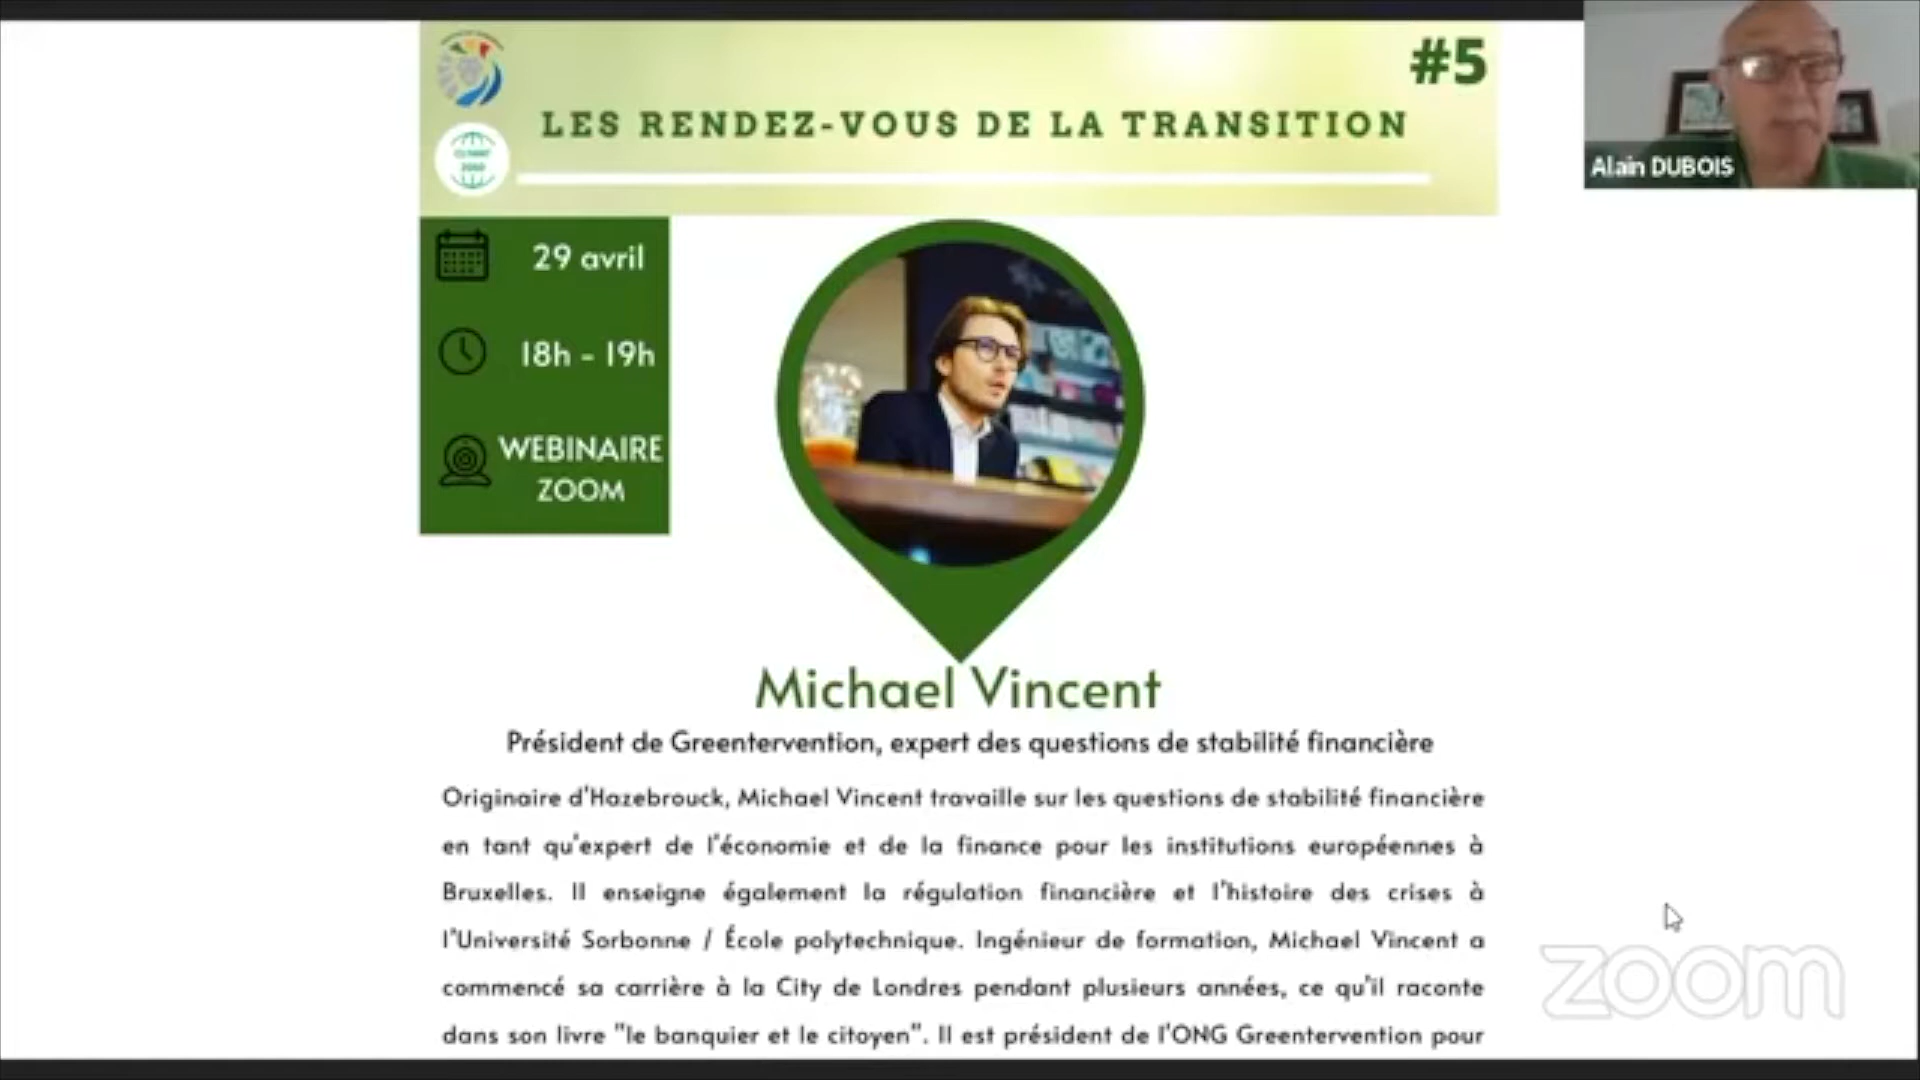 #5
LES RENDEZ-VOUS DE LA TRANSITION
Alain DUBOIS
29 avril
18h - 19h
WEBINAIRE
ZOOM
Michael Vincent
Président de Greentervention, expert des questions de stabilité financière
Originaire d'Hazebrouck, Michael Vincent travaille sur les questions de stabilité financière
en tant qu'expert de l'économie et de la finance pour les institutions européennes à
Bruxelles. Il enseigne également la régulation financière et l'histoire des crises à
l'Université Sorbonne / École polytechnique. Ingénieur de formation, Michael Vincent a
commencé sa carrière à la City de Londres pendant plusieurs années, ce qu'il raconte
dans son livre "le banquier et le citoyen". Il est président de l'ONG Greentervention pour
zoom